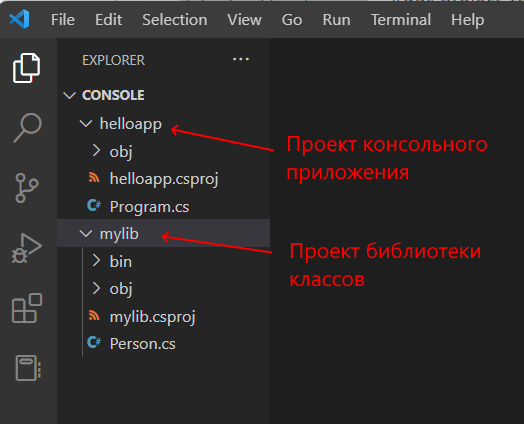 File Edit Selection View Go Run Terminal Help
EXPLORER ...
CONSOLE
helloapp
obj
helloapp.csproj
C# Program.cs
mylib
bin
obj
mylib.csproj
C# Person.cs
Проект консольного
приложения
Проект библиотеки
классов